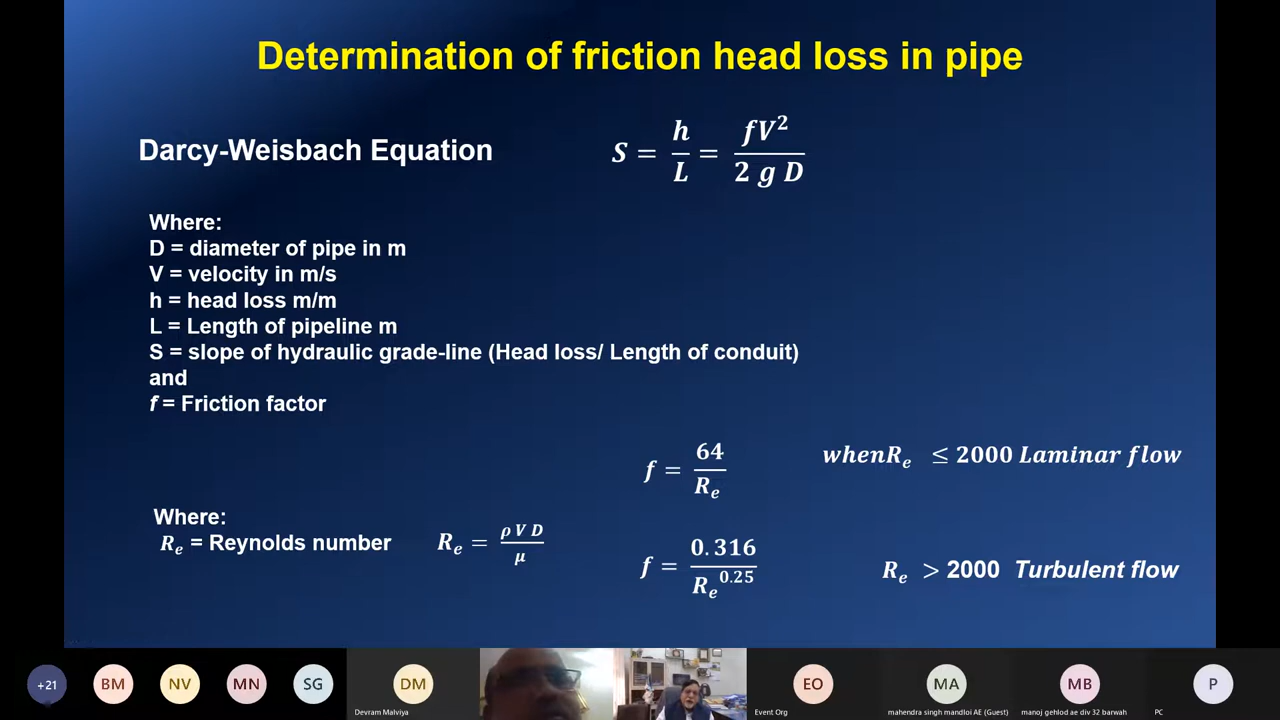 Determination of friction head loss in pipe
Darcy-Weisbach Equation
S = h/L = fV²/2 g D
Where:
D = diameter of pipe in m
V = velocity in m/s
h = head loss m/m
L = Length of pipeline m
S = slope of hydraulic grade-line (Head loss/ Length of conduit)
and
f = Friction factor
f = 64/Rₑ
whenRₑ ≤ 2000 Laminar flow
Where:
Rₑ = Reynolds number
Rₑ = ρ V D/μ
f = 0.316/Rₑ^0.25
Rₑ > 2000 Turbulent flow
+21
BM
NV
MN
SG
DM
Devram Malviya
EO
Event Org
MA
mahendra singh mandloi AE (Guest)
MB
manoj gehlod ae div 32 barwah
P
PC